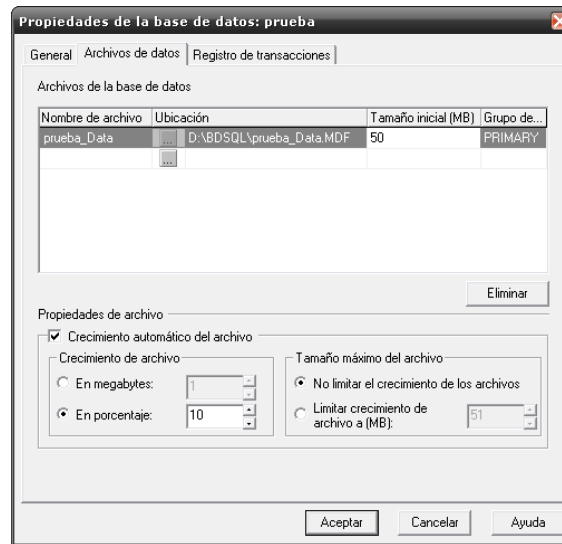 Propiedades de la base de datos: prueba
General Archivos de datos Registro de transacciones
Archivos de la base de datos
Nombre de archivo Ubicación Tamaño inicial (MB) Grupo de...
prueba_Data ... D:\BDSQL\prueba_Data.MDF 50 PRIMARY
...
Eliminar
Propiedades de archivo
Crecimiento automático del archivo
Crecimiento de archivo Tamaño máximo del archivo
En megabytes: 1 No limitar el crecimiento de los archivos
En porcentaje: 10 Limitar crecimiento de
archivo a (MB): 51
Aceptar Cancelar Ayuda